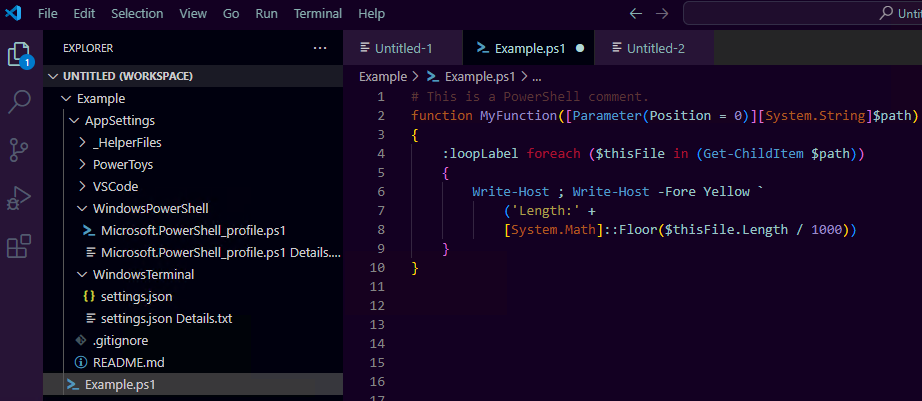 File Edit Selection View Go Run Terminal Help
Unti
EXPLORER ···
Untitled-1 Example.ps1 Untitled-2
1
UNTITLED (WORKSPACE)
Example
AppSettings
_HelperFiles
PowerToys
VSCode
WindowsPowerShell
Microsoft.PowerShell_profile.ps1
Microsoft.PowerShell_profile.ps1 Details....
WindowsTerminal
settings.json
settings.json Details.txt
.gitignore
README.md
Example.ps1
Example > Example.ps1 > ...
1 # This is a PowerShell comment.
2 function MyFunction([Parameter(Position = 0)][System.String]$path)
3 {
4 :loopLabel foreach ($thisFile in (Get-ChildItem $path))
5 {
6 Write-Host ; Write-Host -Fore Yellow `
7 ('Length:' +
8 [System.Math]::Floor($thisFile.Length / 1000))
9 }
10 }
11
12
13
14
15
16
17